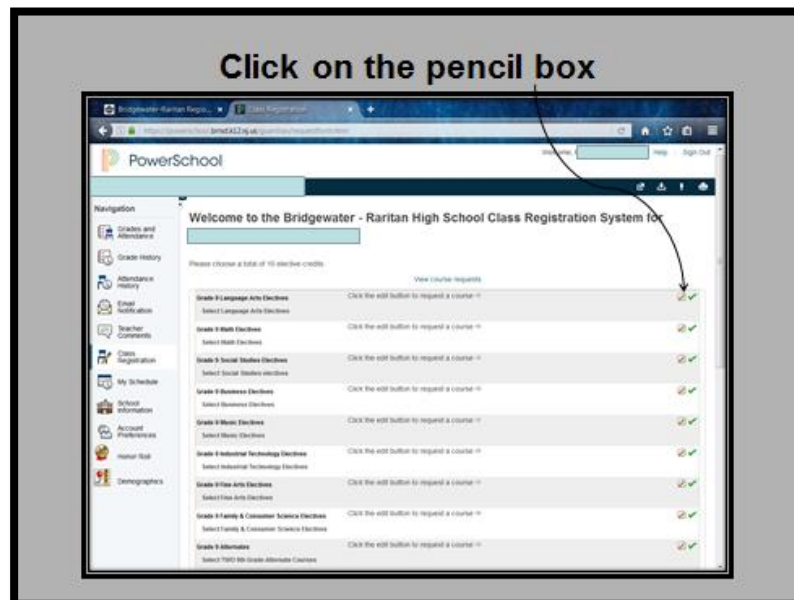 Click on the pencil box
Bridgewater-Raritan Regio...
Class Registration
PowerSchool
Welcome,
Help
Sign Out
Navigation
Grades and
Attendance
Grade History
Attendance
History
Email
Notification
Teacher
Comments
Class
Registration
My Schedule
School
Information
Account
Preferences
Honor Roll
Demographics
Welcome to the Bridgewater - Raritan High School Class Registration System for
Please choose a total of 15 elective credits.
View course requests
Grade 9 Language Arts Electives Click the edit button to request a course
Select Language Arts Electives
Grade 9 Math Electives Click the edit button to request a course
Select Math Electives
Grade 9 Social Studies Electives Click the edit button to request a course
Select Social Studies electives
Grade 9 Business Electives Click the edit button to request a course
Select Business Electives
Grade 9 Music Electives Click the edit button to request a course
Select Music Electives
Grade 9 Industrial Technology Electives Click the edit button to request a course
Select Industrial Technology Electives
Grade 9 Fine Arts Electives Click the edit button to request a course
Select Fine Arts Electives
Grade 9 Family & Consumer Science Electives Click the edit button to request a course
Select Family & Consumer Science Electives
Grade 9 Alternates Click the edit button to request a course
Select TWO 9th Grade Alternate Courses